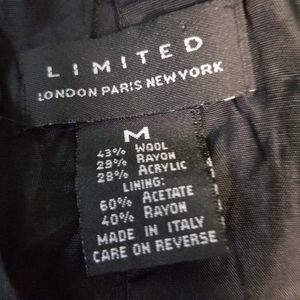 LIMITED
LONDON PARIS NEW YORK
M
43% WOOL
29% RAYON
28% ACRYLIC
LINING:
60% ACETATE
40% RAYON
MADE IN ITALY
CARE ON REVERSE